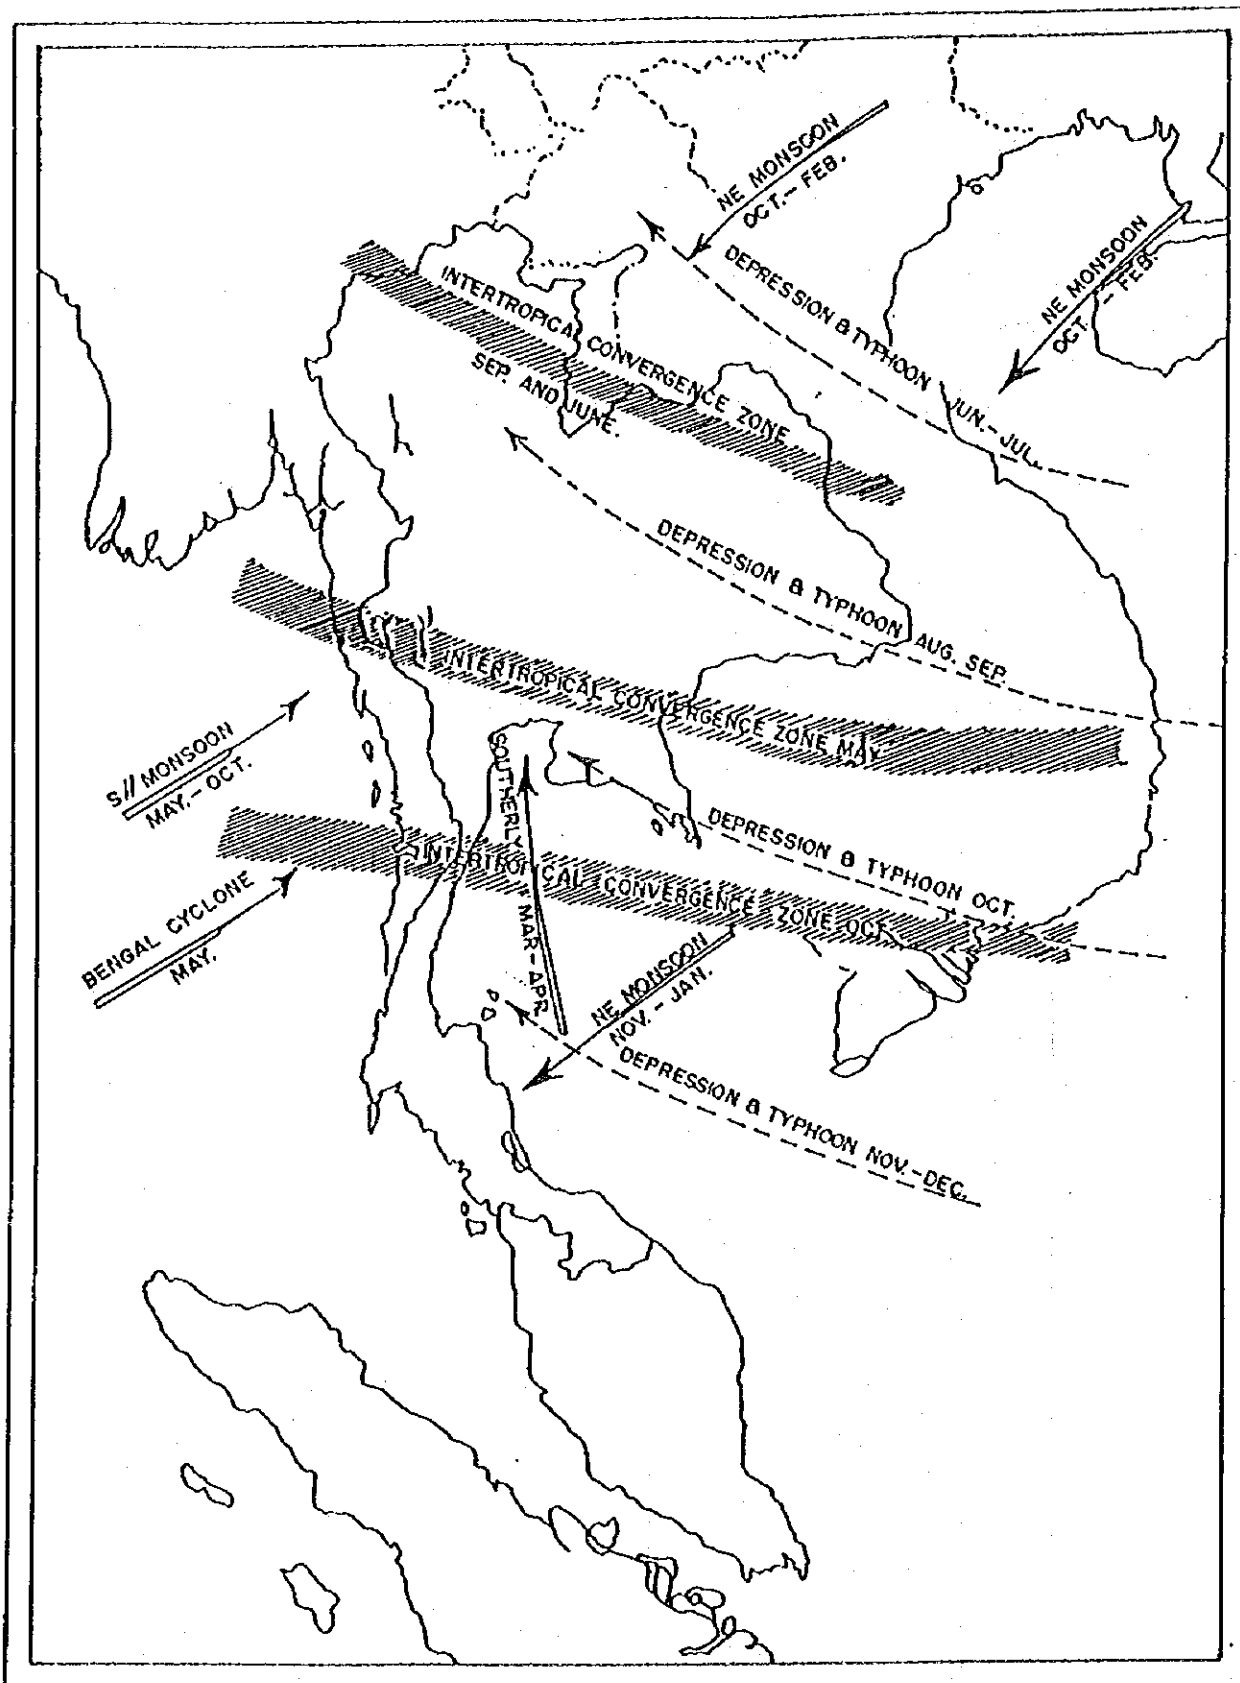 NE MONSOON
OCT.- FEB.
NE MONSOON
OCT. - FEB.
DEPRESSION & TYPHOON JUN.- JUL.
INTERTROPICAL CONVERGENCE ZONE
SEP. AND JUNE.
DEPRESSION & TYPHOON AUG. SEP.
INTERTROPICAL CONVERGENCE ZONE MAY.
S// MONSOON
MAY.- OCT.
SOUTHERLY MAR-APR.
DEPRESSION & TYPHOON OCT.
INTERTROPICAL CONVERGENCE ZONE OCT.
BENGAL CYCLONE
MAY.
NE MONSOON
NOV.- JAN.
DEPRESSION & TYPHOON NOV.-DEC.